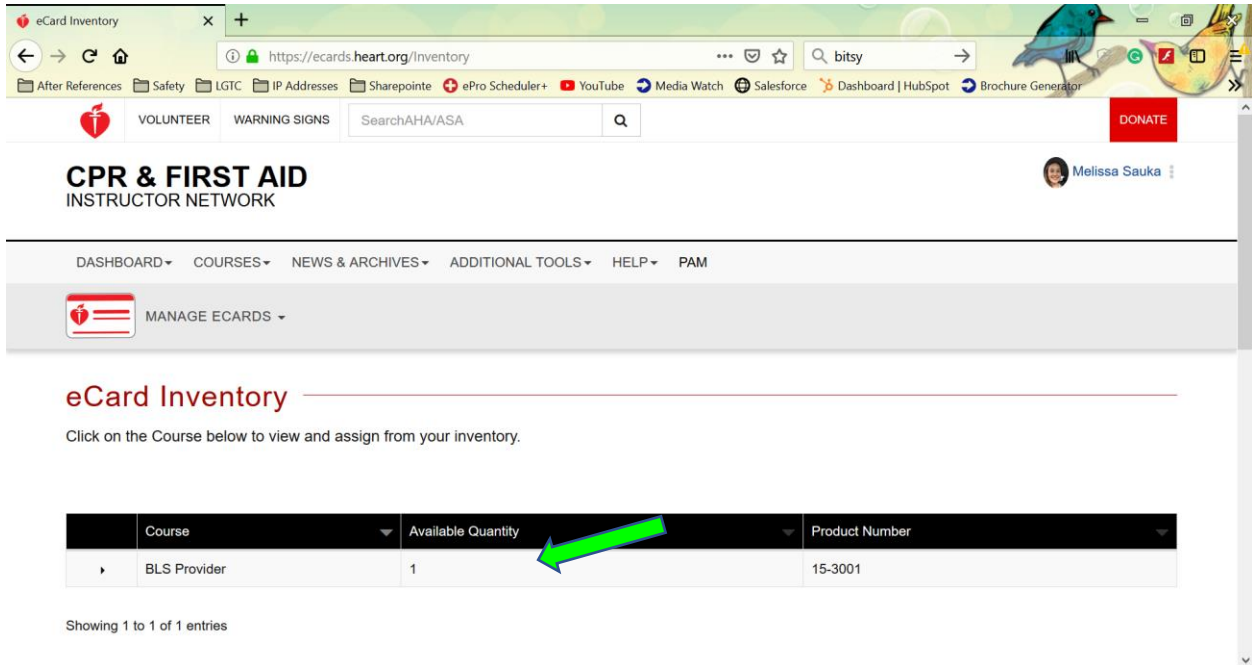 eCard Inventory
https://ecards.heart.org/Inventory
bitsy
After References Safety LGTC IP Addresses Sharepointe ePro Scheduler+ YouTube Media Watch Salesforce Dashboard | HubSpot Brochure Generator
VOLUNTEER WARNING SIGNS SearchAHA/ASA DONATE
CPR & FIRST AID
INSTRUCTOR NETWORK
Melissa Sauka
DASHBOARD COURSES NEWS & ARCHIVES ADDITIONAL TOOLS HELP PAM
MANAGE ECARDS
eCard Inventory
Click on the Course below to view and assign from your inventory.
Course Available Quantity Product Number
BLS Provider 1 15-3001
Showing 1 to 1 of 1 entries